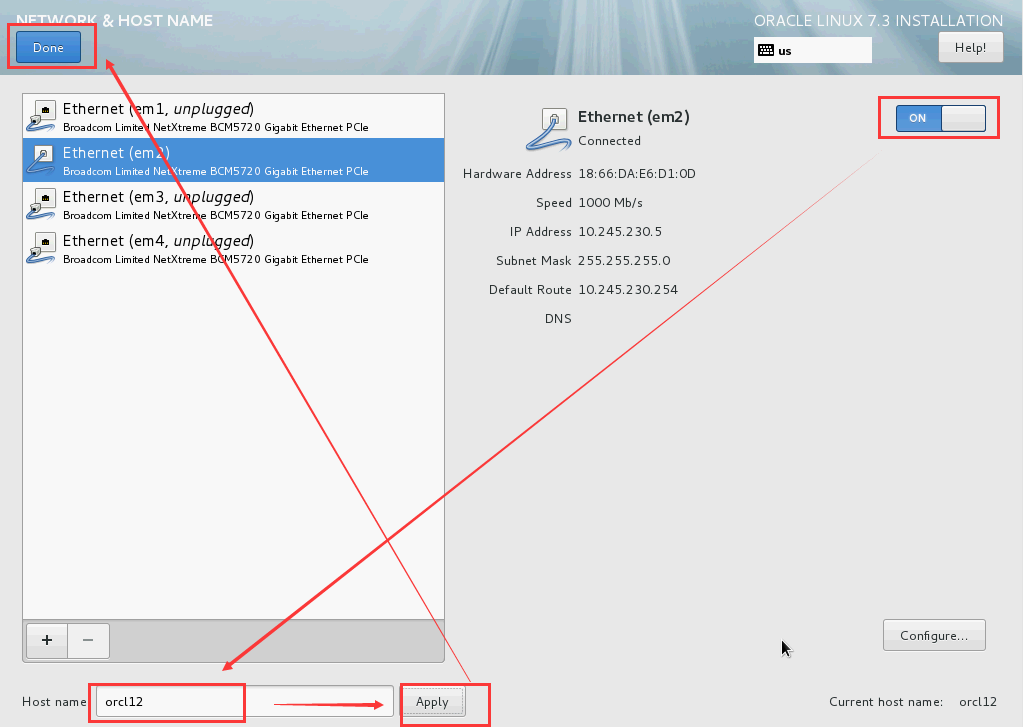 NETWORK & HOST NAME
ORACLE LINUX 7.3 INSTALLATION
Done
us
Help!
Ethernet (em1, unplugged)
Broadcom Limited NetXtreme BCM5720 Gigabit Ethernet PCIe
Ethernet (em2)
Broadcom Limited NetXtreme BCM5720 Gigabit Ethernet PCIe
Ethernet (em3, unplugged)
Broadcom Limited NetXtreme BCM5720 Gigabit Ethernet PCIe
Ethernet (em4, unplugged)
Broadcom Limited NetXtreme BCM5720 Gigabit Ethernet PCIe
Ethernet (em2)
Connected
ON
Hardware Address 18:66:DA:E6:D1:0D
Speed 1000 Mb/s
IP Address 10.245.230.5
Subnet Mask 255.255.255.0
Default Route 10.245.230.254
DNS
+ −
Configure...
Host name orcl12
Apply
Current host name: orcl12